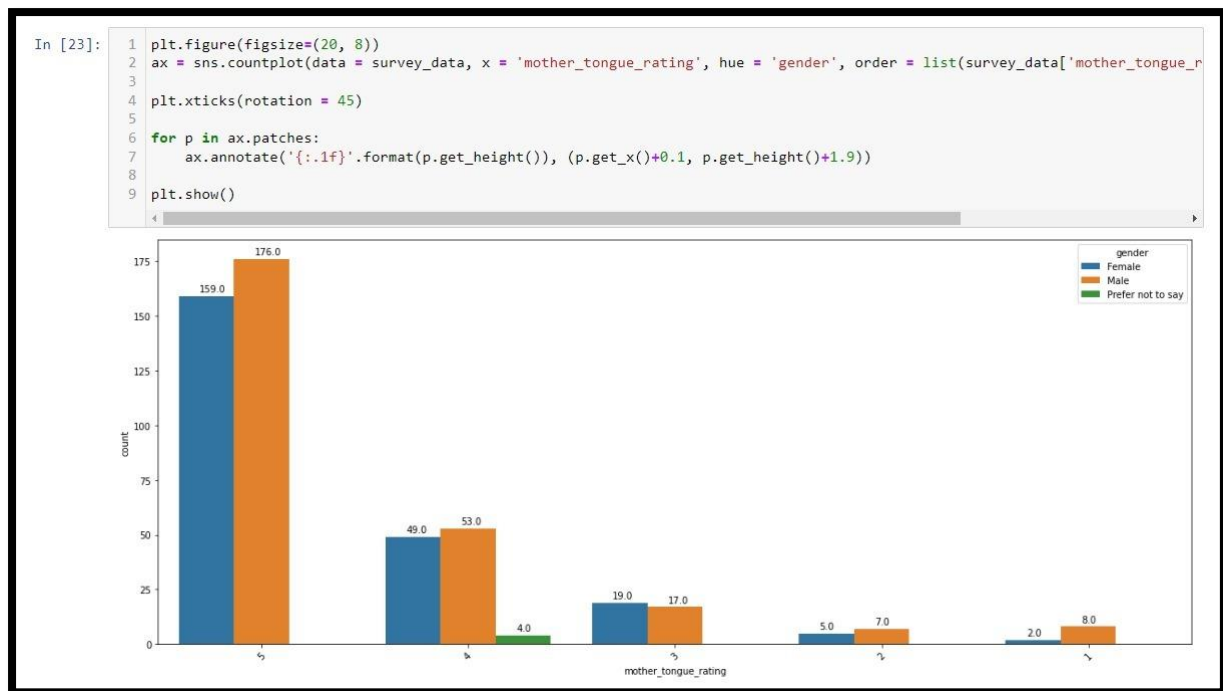 In [23]:
1 plt.figure(figsize=(20, 8))
2 ax = sns.countplot(data = survey_data, x = 'mother_tongue_rating', hue = 'gender', order = list(survey_data['mother_tongue_r
3
4 plt.xticks(rotation = 45)
5
6 for p in ax.patches:
7     ax.annotate('{:.1f}'.format(p.get_height()), (p.get_x()+0.1, p.get_height()+1.9))
8
9 plt.show()
gender
Female
Male
Prefer not to say
175
150
125
100
75
50
25
0
count
159.0 176.0
49.0 53.0 4.0
19.0 17.0
5.0 7.0
2.0 8.0
5 4 3 2 1
mother_tongue_rating